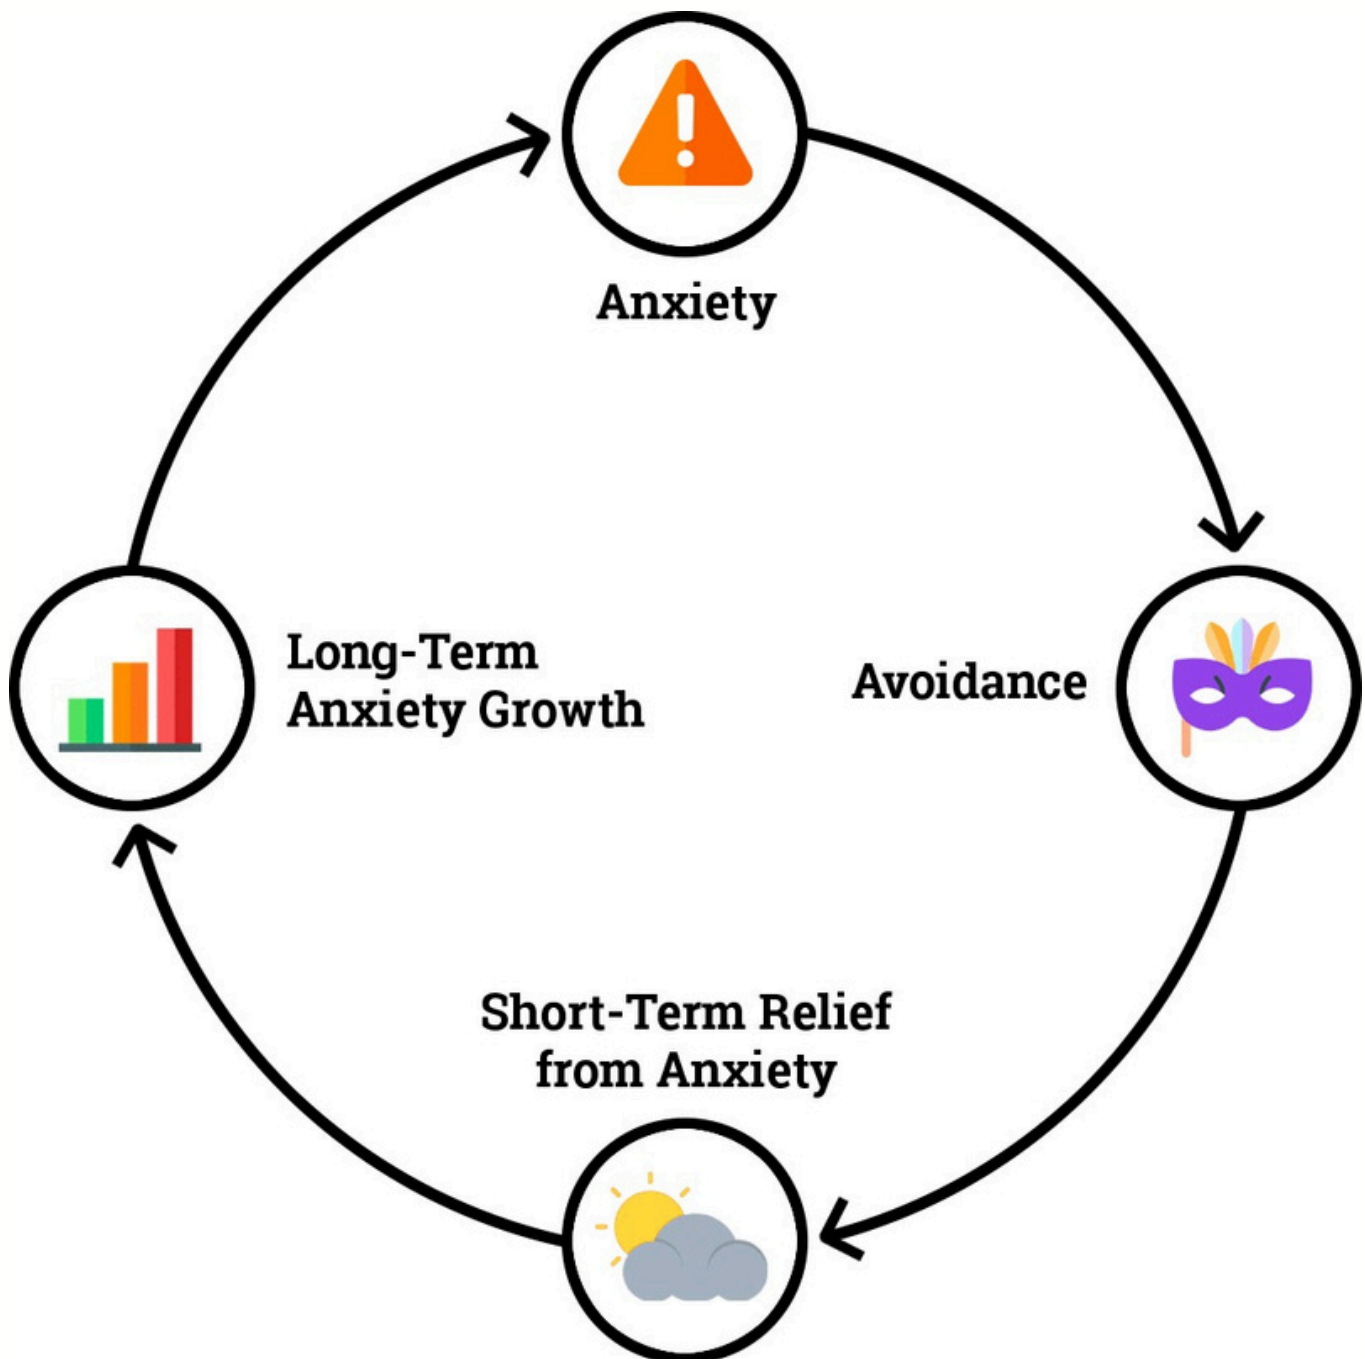 Anxiety
Avoidance
Short-Term Relief
from Anxiety
Long-Term
Anxiety Growth